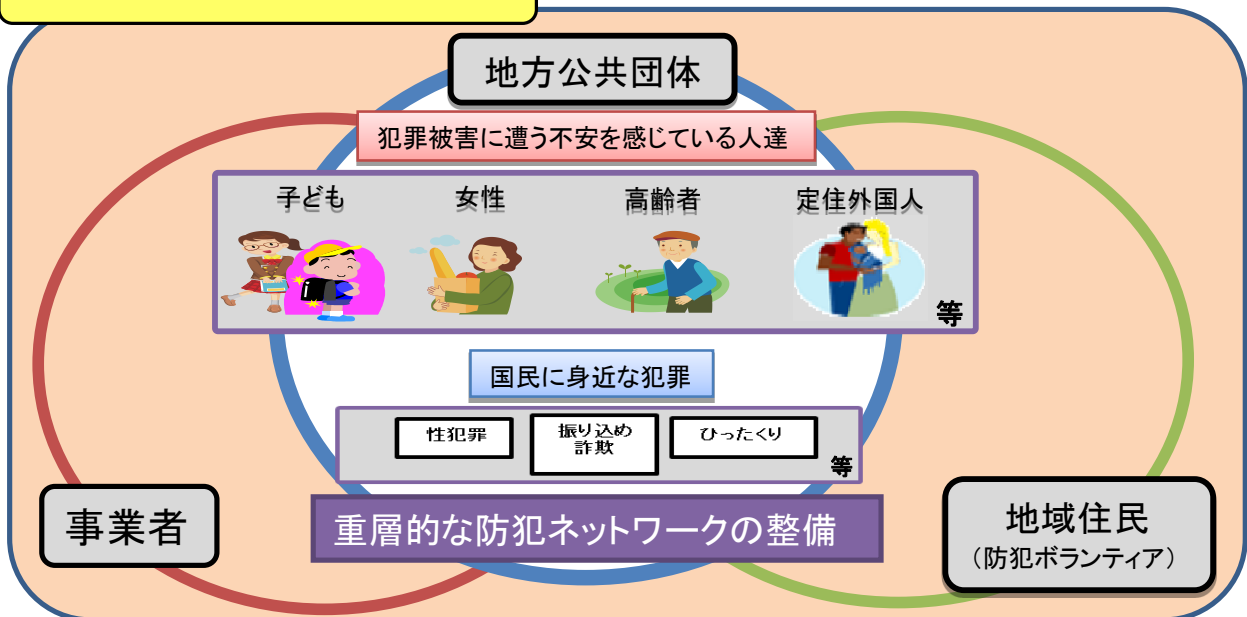 地方公共団体
犯罪被害に遭う不安を感じている人達
子ども 女性 高齢者 定住外国人
等
国民に身近な犯罪
性犯罪 振り込め ひったくり
詐欺
等
事業者
重層的な防犯ネットワークの整備
地域住民
（防犯ボランティア）